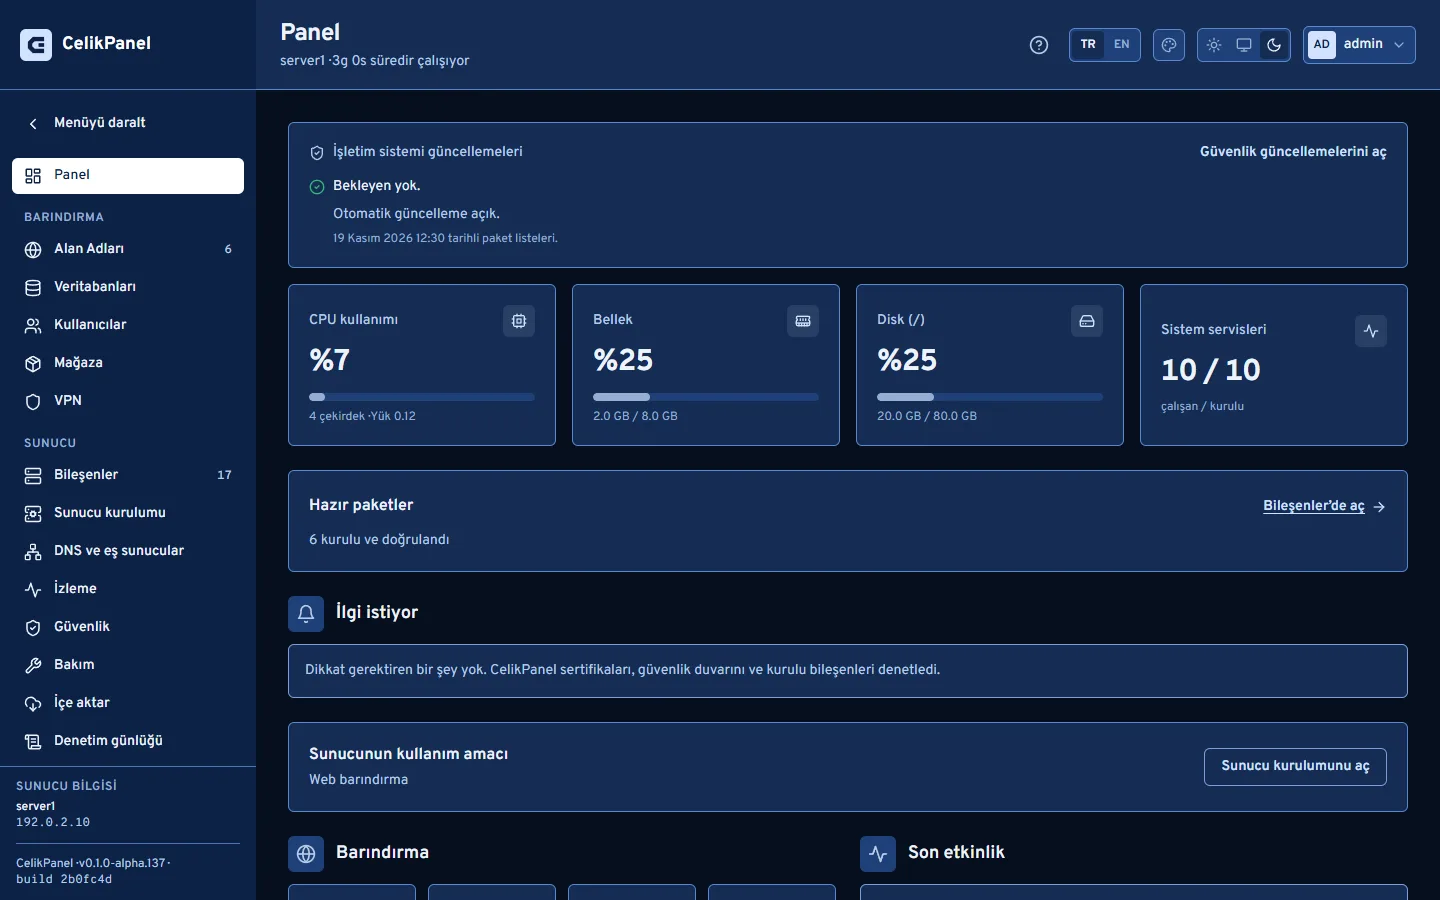 CelikPanel
Panel
server1 ·3g 0s süredir çalışıyor
TR EN
AD admin
Menüyü daralt
Panel
BARINDIRMA
Alan Adları 6
Veritabanları
Kullanıcılar
Mağaza
VPN
SUNUCU
Bileşenler 17
Sunucu kurulumu
DNS ve eş sunucular
İzleme
Güvenlik
Bakım
İçe aktar
Denetim günlüğü
SUNUCU BİLGİSİ
server1
192.0.2.10
CelikPanel ·v0.1.0-alpha.137 ·
build 2b0fc4d
İşletim sistemi güncellemeleri
Güvenlik güncellemelerini aç
Bekleyen yok.
Otomatik güncelleme açık.
19 Kasım 2026 12:30 tarihli paket listeleri.
CPU kullanımı
%7
4 çekirdek ·Yük 0.12
Bellek
%25
2.0 GB / 8.0 GB
Disk (/)
%25
20.0 GB / 80.0 GB
Sistem servisleri
10 / 10
çalışan / kurulu
Hazır paketler
Bileşenler’de aç
6 kurulu ve doğrulandı
İlgi istiyor
Dikkat gerektiren bir şey yok. CelikPanel sertifikaları, güvenlik duvarını ve kurulu bileşenleri denetledi.
Sunucunun kullanım amacı
Web barındırma
Sunucu kurulumunu aç
Barındırma
Son etkinlik